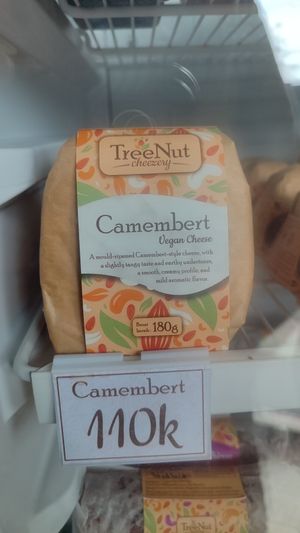 TreeNut
cheezery
Camembert
Vegan Cheese
A mould-ripened Camembert-style cheese, with
a slightly tangy taste and earthy undertones,
a smooth, creamy profile, and
mild aromatic flavor
180g
Camembert
110k
TreeNut